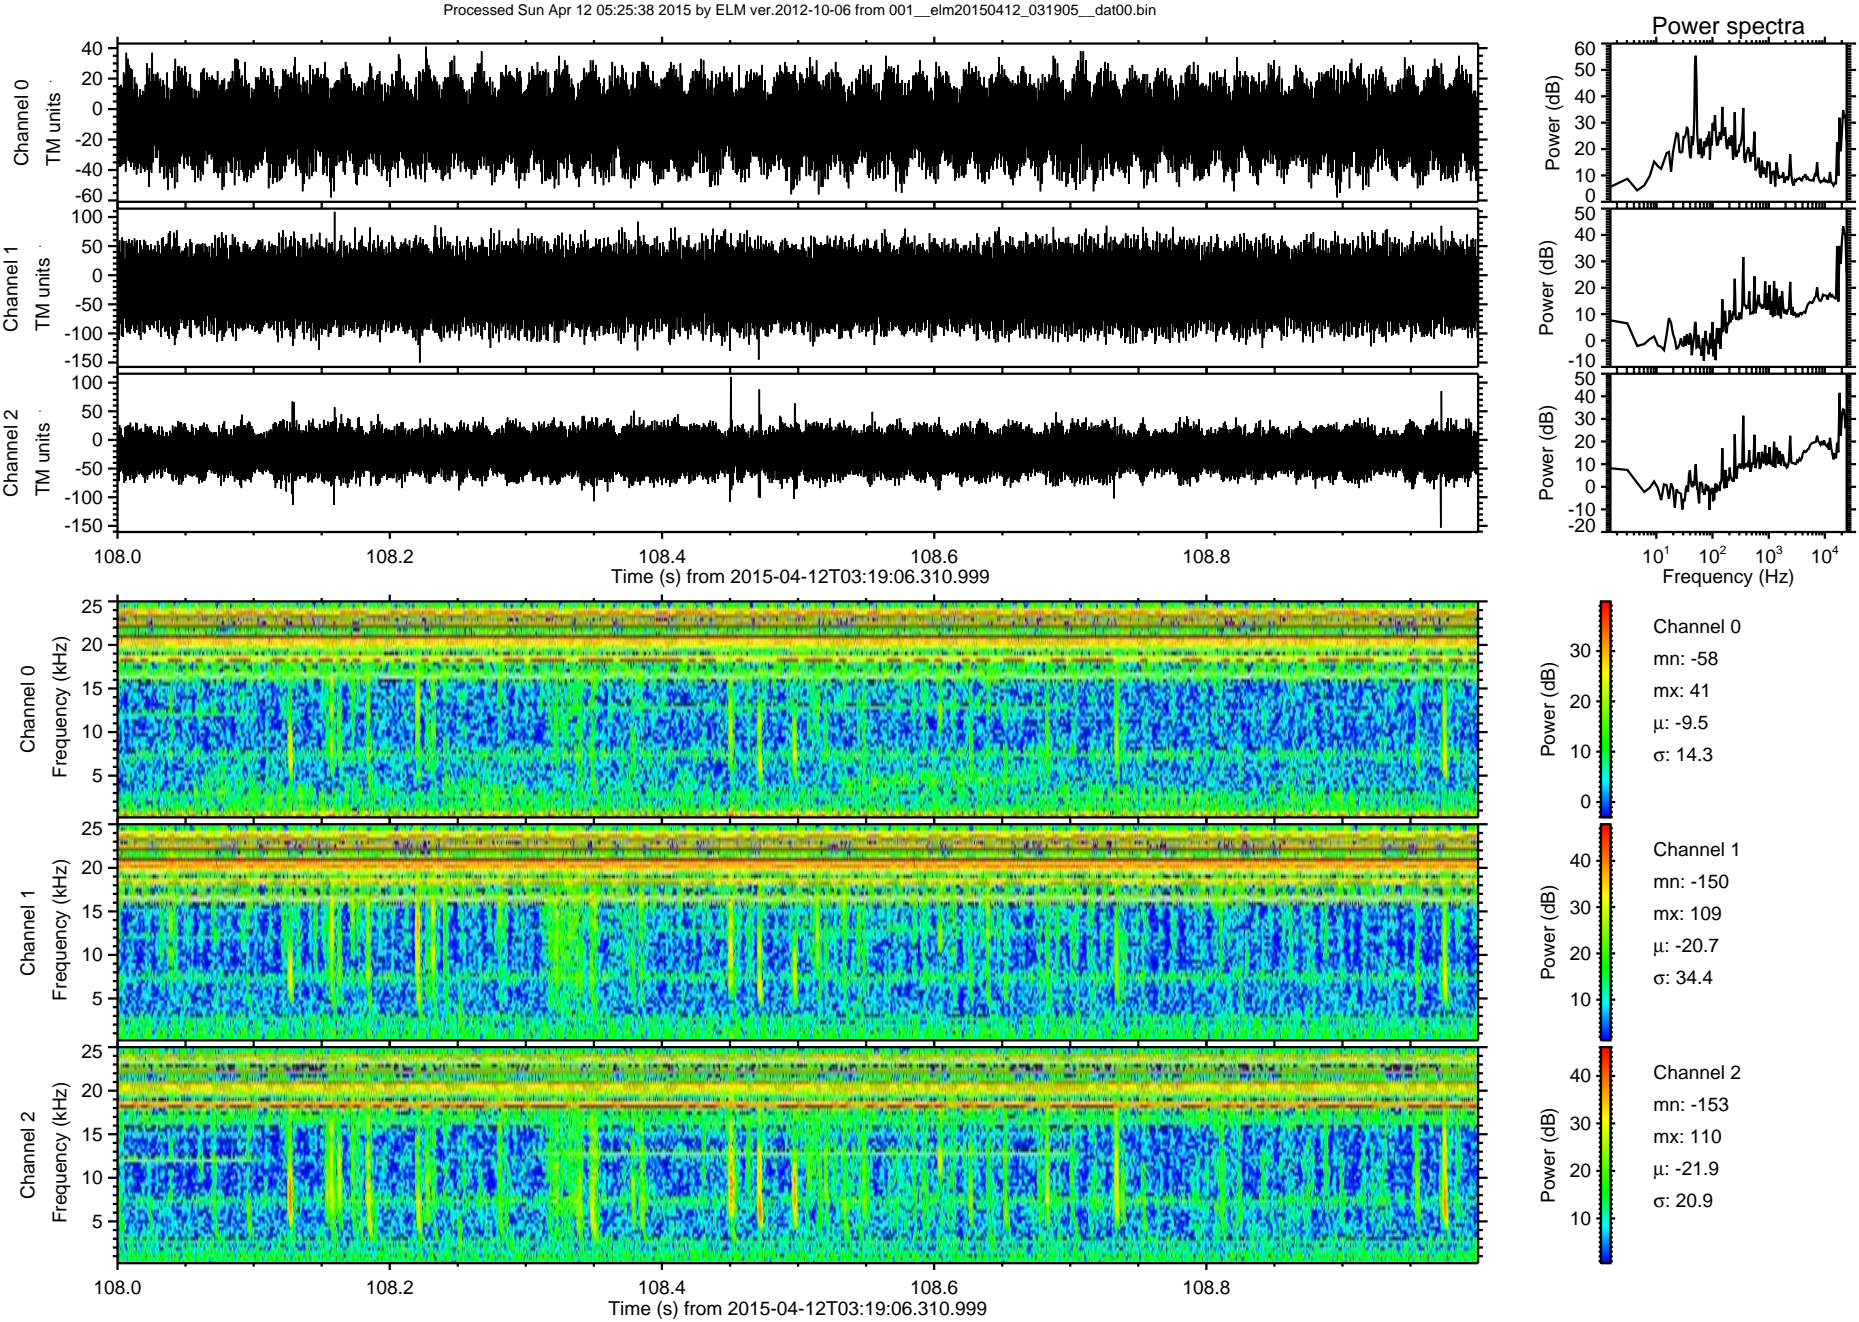 Processed Sun Apr 12 05:25:38 2015 by ELM ver.2012-10-06 from 001__elm20150412_031905__dat00.bin
Power spectra
Channel 0
TM units
40
20
0
-20
-40
-60
Power (dB)
60
50
40
30
20
10
0
Channel 1
TM units
100
50
0
-50
-100
-150
Power (dB)
50
40
30
20
10
0
-10
Channel 2
TM units
100
50
0
-50
-100
-150
Power (dB)
50
40
30
20
10
0
-10
-20
108.0 108.2 108.4 108.6 108.8
Time (s) from 2015-04-12T03:19:06.310.999
10¹ 10² 10³ 10⁴
Frequency (Hz)
Channel 0
Frequency (kHz)
25
20
15
10
5
Power (dB)
30
20
10
0
Channel 0
mn: -58
mx: 41
μ: -9.5
σ: 14.3
Channel 1
Frequency (kHz)
25
20
15
10
5
Power (dB)
40
30
20
10
Channel 1
mn: -150
mx: 109
μ: -20.7
σ: 34.4
Channel 2
Frequency (kHz)
25
20
15
10
5
Power (dB)
40
30
20
10
Channel 2
mn: -153
mx: 110
μ: -21.9
σ: 20.9
108.0 108.2 108.4 108.6 108.8
Time (s) from 2015-04-12T03:19:06.310.999